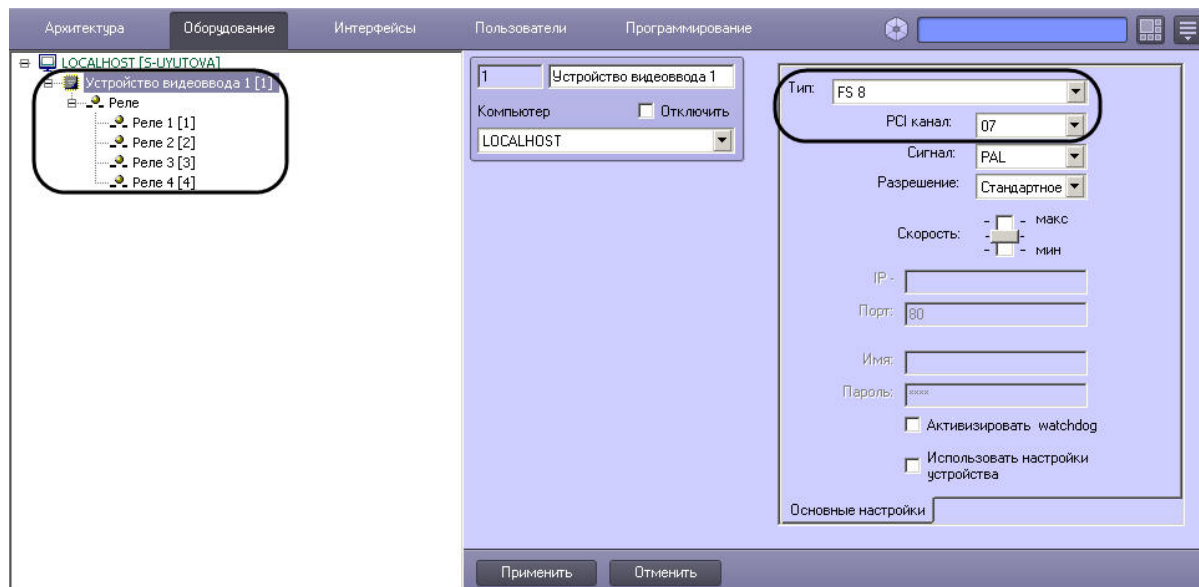 Архитектура Оборудование Интерфейсы Пользователи Программирование
LOCALHOST [S-UYUTOVA]
Устройство видеоввода 1 [1]
Реле
Реле 1 [1]
Реле 2 [2]
Реле 3 [3]
Реле 4 [4]
1 Устройство видеоввода 1
Компьютер Отключить
LOCALHOST
Тип: FS 8
PCI канал: 07
Сигнал: PAL
Разрешение: Стандартное
Скорость: макс
мин
IP -
Порт: 80
Имя:
Пароль: ****
Активизировать watchdog
Использовать настройки
устройства
Основные настройки
Применить Отменить